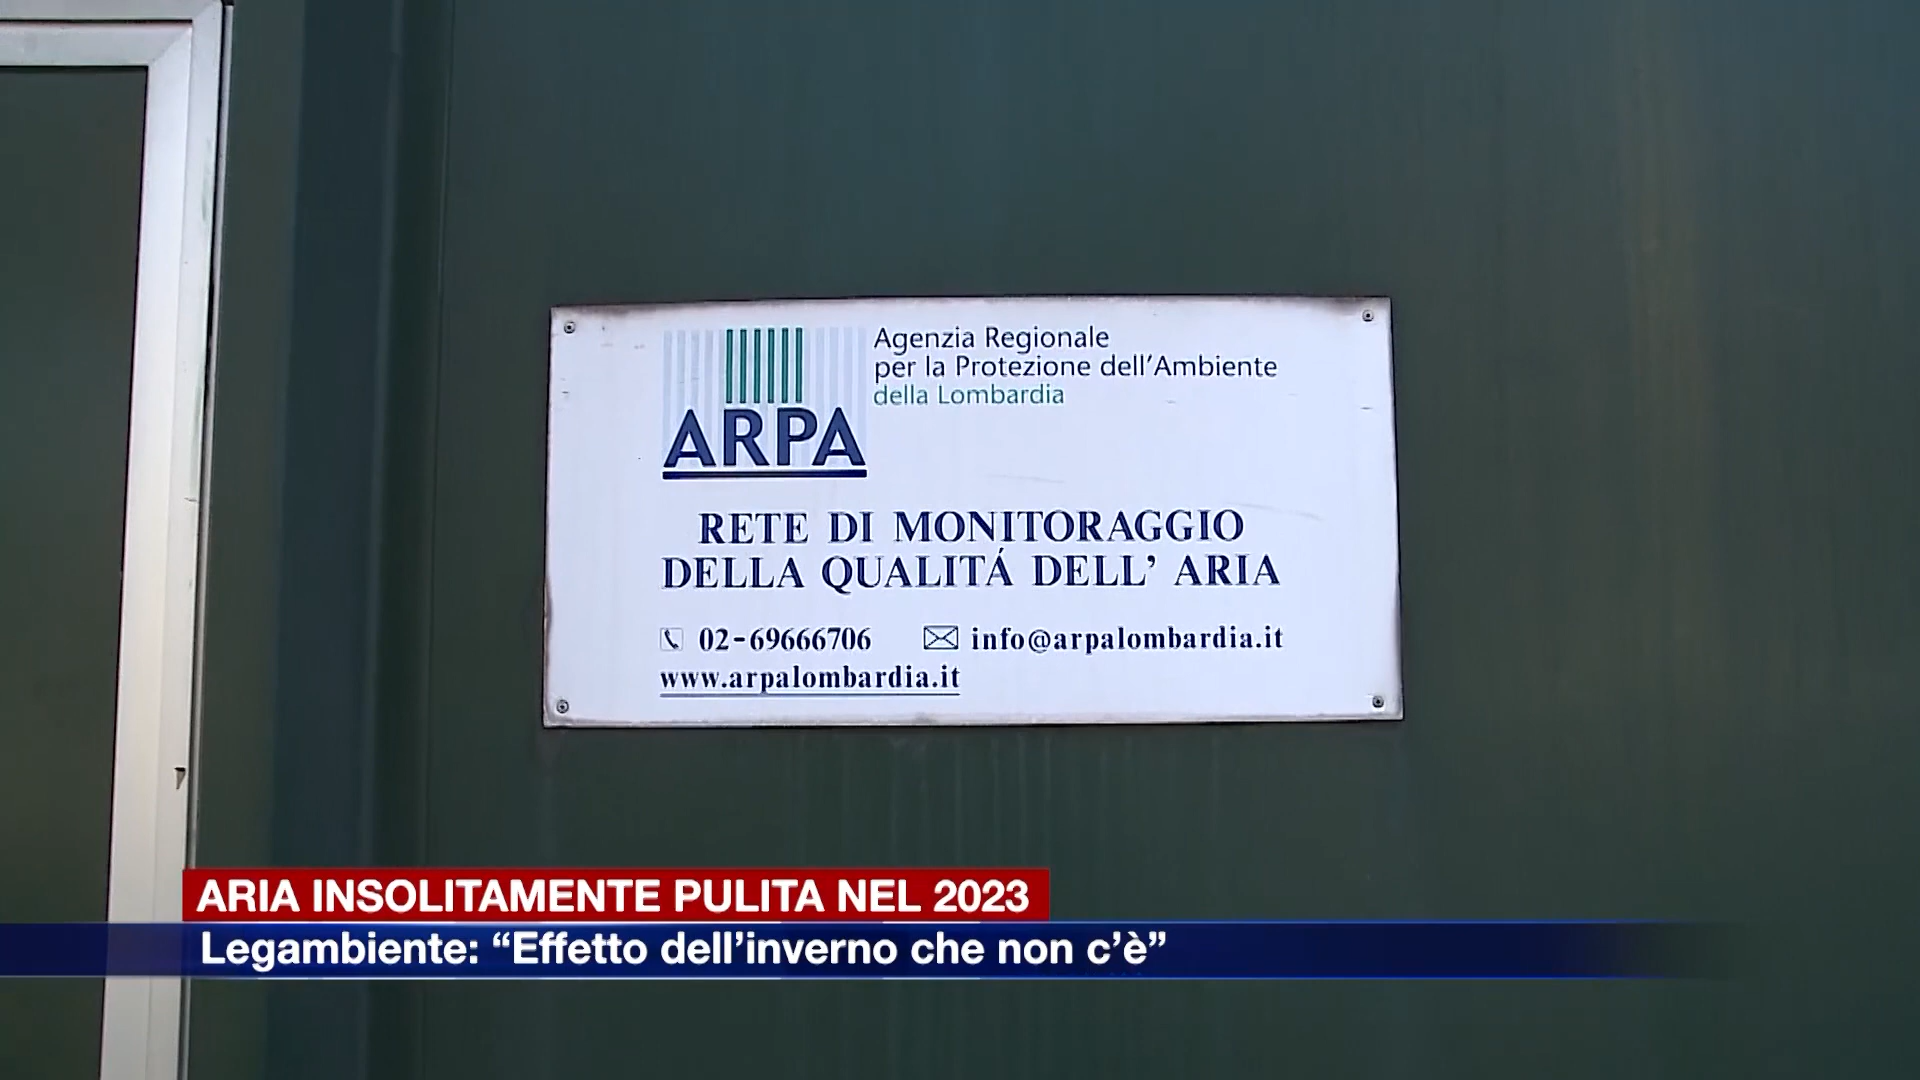 Agenzia Regionale
per la Protezione dell'Ambiente
della Lombardia
ARPA
RETE DI MONITORAGGIO
DELLA QUALITÁ DELL' ARIA
02-69666706 info@arpalombardia.it
www.arpalombardia.it
ARIA INSOLITAMENTE PULITA NEL 2023
Legambiente: “Effetto dell’inverno che non c’è”